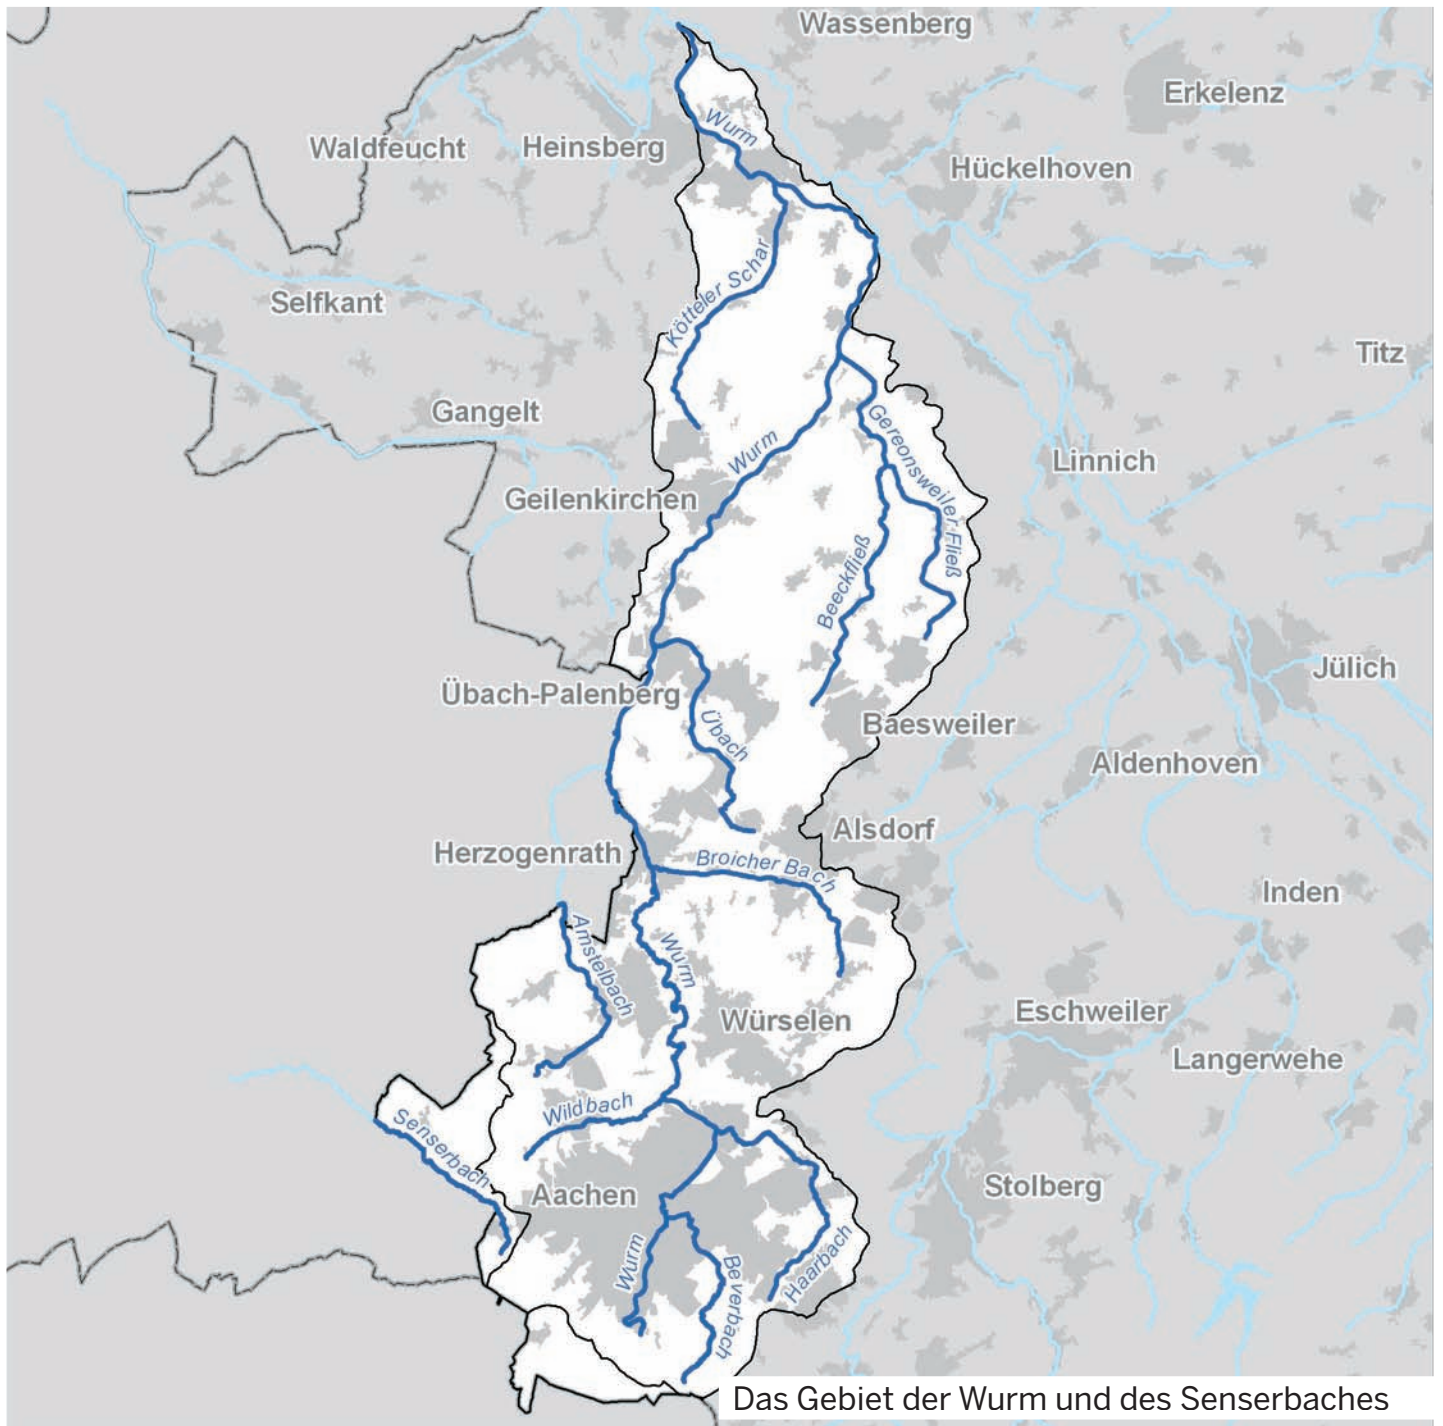 Wassenberg
Erkelenz
Wurm
Waldfeucht
Heinsberg
Hückelhoven
Kötteler Schar
Selfkant
Titz
Gangelt
Gereonsweiler Fließ
Wurm
Linnich
Geilenkirchen
Beeckfließ
Jülich
Übach-Palenberg
Übach
Baesweiler
Aldenhoven
Alsdorf
Herzogenrath
Broicher Bach
Inden
Amstelbach
Wurm
Würselen
Eschweiler
Langerwehe
Wildbach
Senserbach
Aachen
Stolberg
Wurm
Beverbach
Haarbach
Das Gebiet der Wurm und des Senserbaches